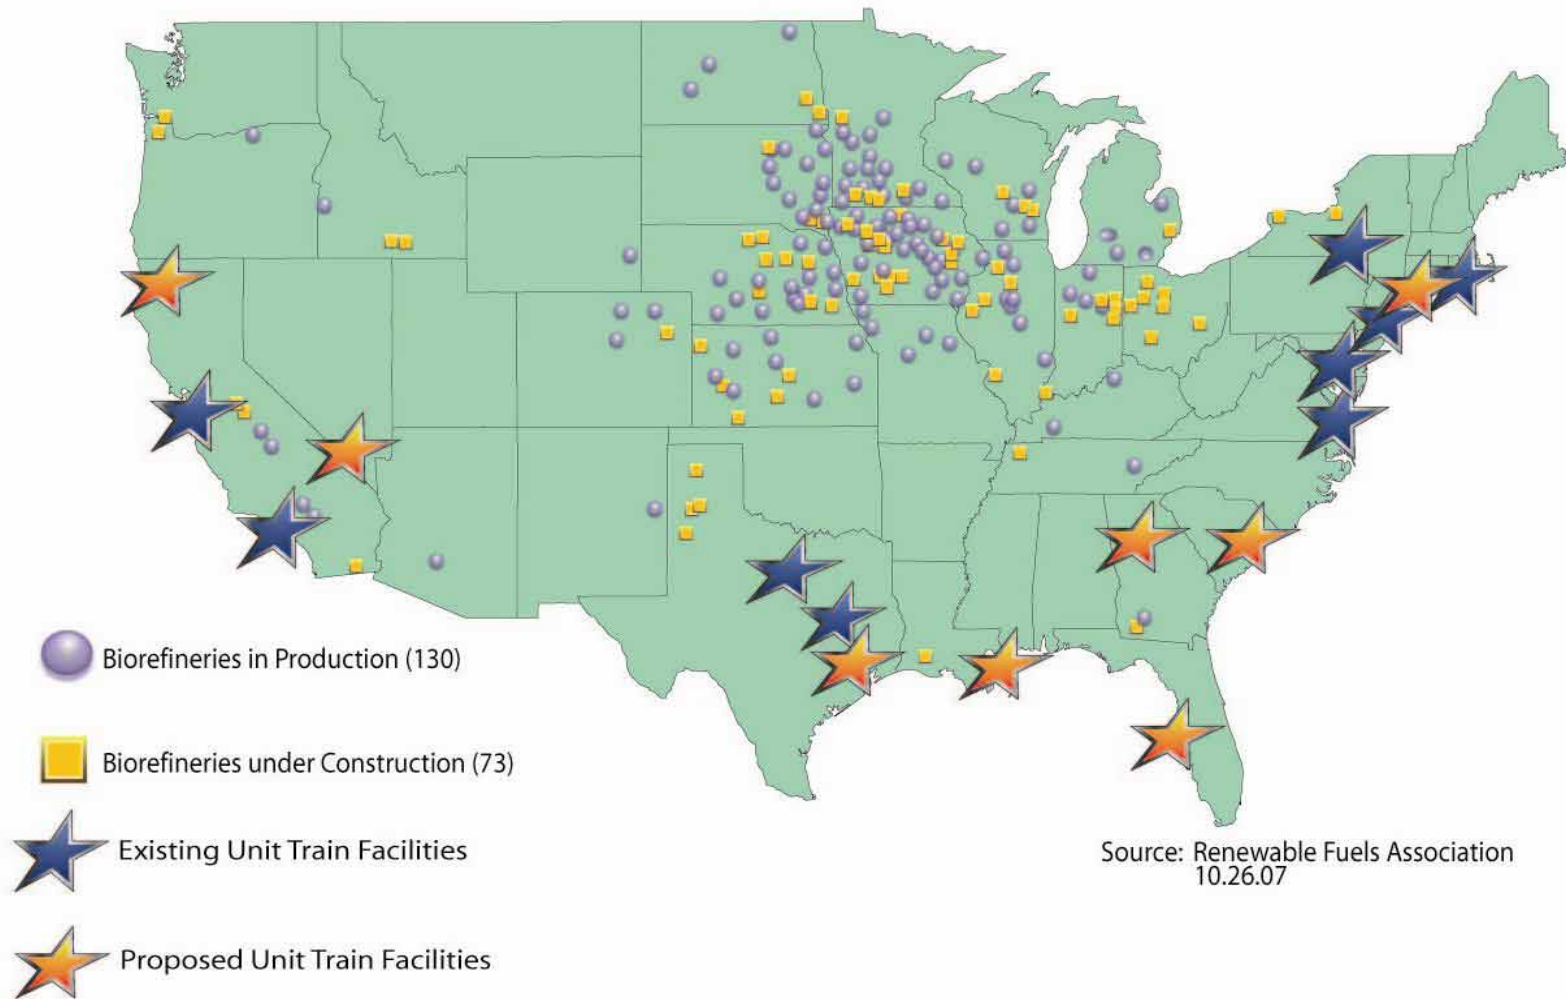 Biorefineries in Production (130)
Biorefineries under Construction (73)
Existing Unit Train Facilities
Proposed Unit Train Facilities
Source: Renewable Fuels Association
10.26.07